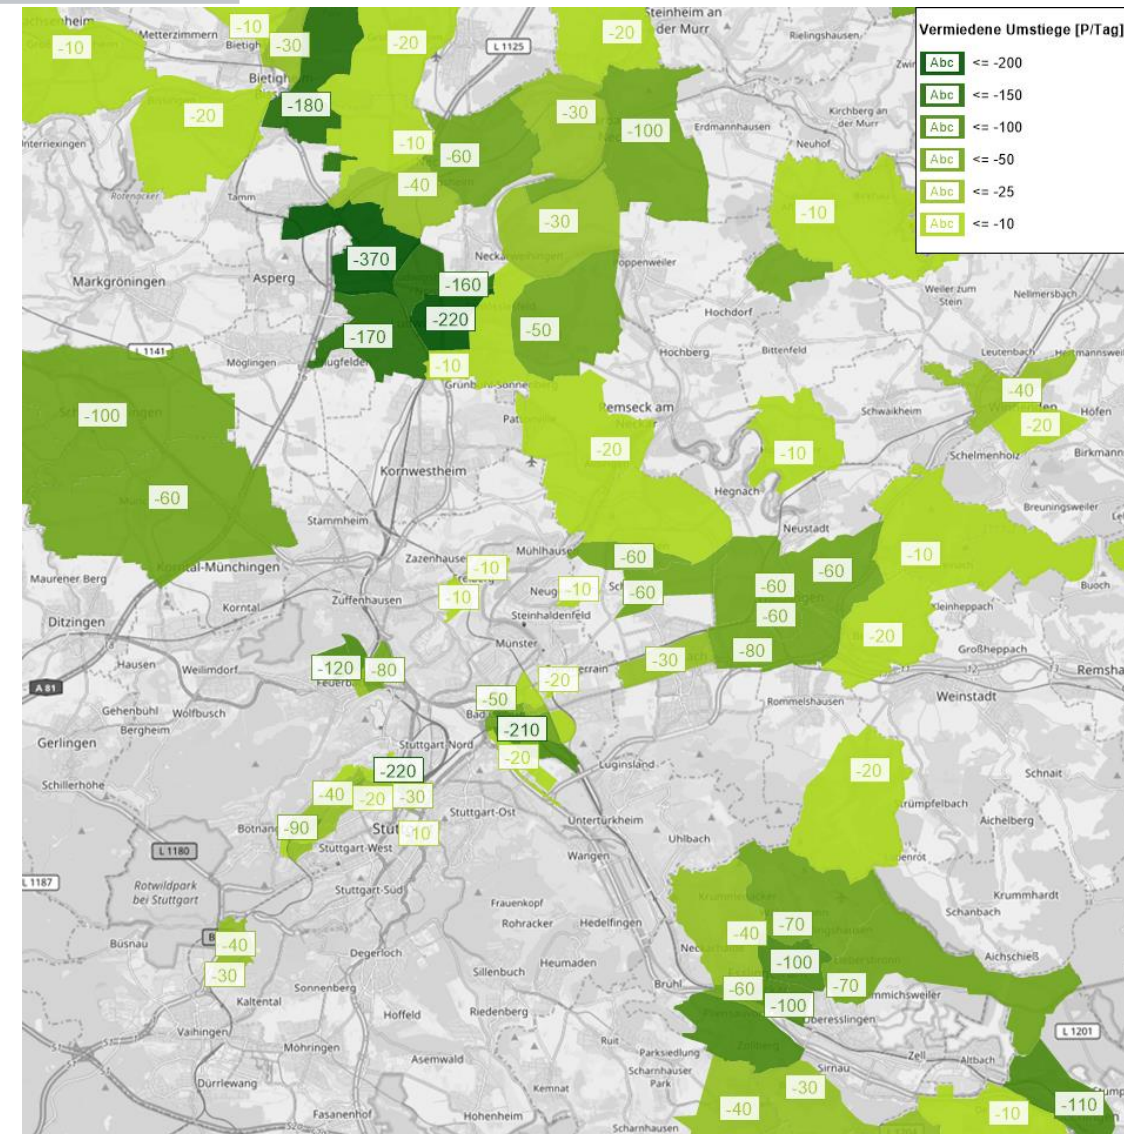 Vermiedene Umstiege [P/Tag]
Abc <= -200
Abc <= -150
Abc <= -100
Abc <= -50
Abc <= -25
Abc <= -10
Metterzimmern
-10
-10
-30
-20
L 1125
Steinheim an
der Murr
-20
Rielingshausen
-20
-180
-30
-100
Erdmannhausen
Kirchberg an
der Murr
-10
-60
Neuhof
Rotenacker
Tamm
-40
-30
-10
Markgröningen
Asperg
-370
-160
-220
-170
-50
Weiler zum
Stein
Nellmersbach
Hochdorf
L 1141
Möglingen
-10
Hochberg
Bittenfeld
Leutenbach
-100
Remseck am
-40
Schwaikheim
-20
Höfen
-20
-10
Schelmenholz
Kornwestheim
-60
Hegnach
Breuningsweiler
Stammheim
Neustadt
Mühlhause
-60
-60
-10
Korntal-Münchingen
Maurener Berg
-10
-60
-60
Buoch
-10
-10
Korntal
Zuffenhausen
Steinhaldenfeld
-60
Kleinheppach
Ditzingen
Münster
-80
-20
Großheppach
Hausen
Weilimdorf
-120
-80
-30
A 81
-20
Rommelshausen
Weinstadt
Gehenbühl
Wolfbusch
-50
Bergheim
-210
Gerlingen
Stuttgart-Nord
-20
Luginsland
-20
Schnait
Schillerhöhe
-220
-40
-20
-30
Stuttgart-Ost
Strümpfelbach
-90
-10
Untertürkheim
Aichelberg
Uhlbach
L 1180
Stuttgart-West
Wangen
L 1187
Rotwildpark
bei Stuttgart
Stuttgart-Süd
Frauenkopf
Krummhardt
Rohracker
Hedelfingen
Schanbach
-70
-40
Büsnau
-40
Degerloch
Aichschieß
-30
Sillenbuch
Heumaden
-100
Sonnenberg
Brühl
-60
-70
Kaltental
-100
Hoffeld
Riedenberg
Oberesslingen
Vaihingen
L 1201
Möhringen
Ruit
Parksiedlung
Zollberg
Zell
Altbach
Asemwald
Scharnhauser
Park
Sirnau
Dürrlewang
Kemnat
-30
-110
Fasanenhof
Hohenheim
-40
-10
Scharnhausen